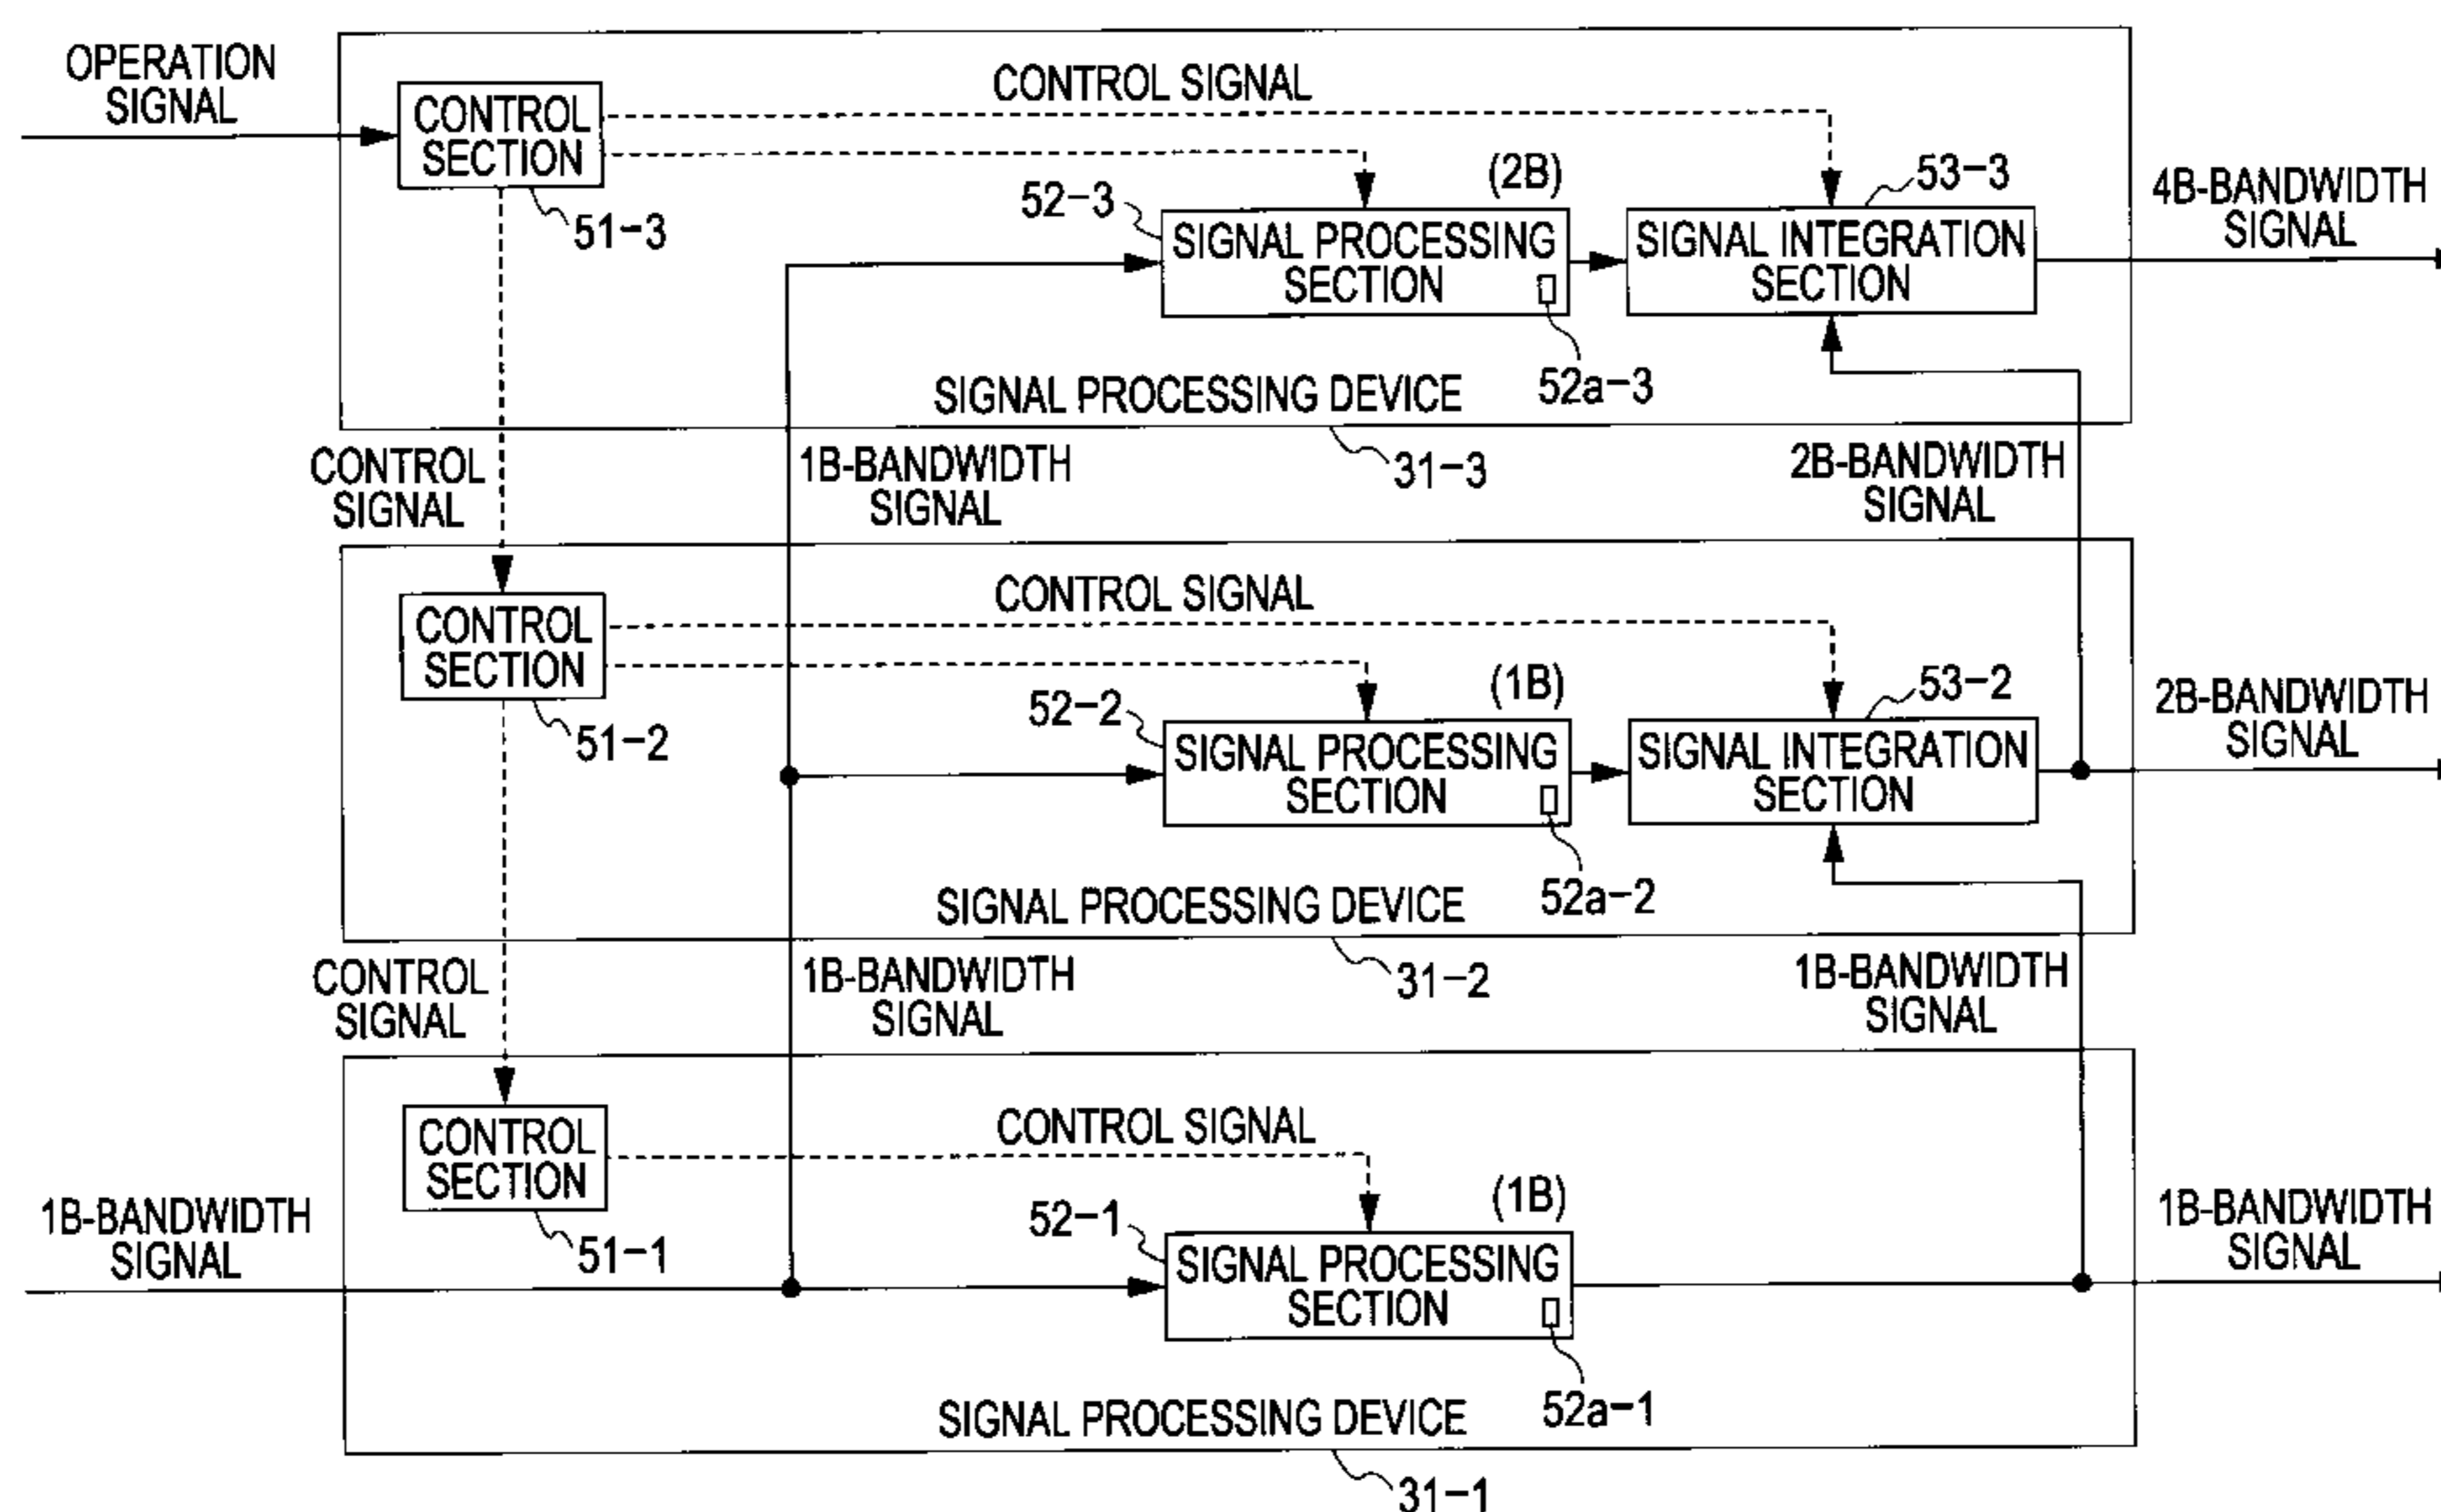 OPERATION
SIGNAL
CONTROL
SECTION
51-3
CONTROL SIGNAL
(2B)
52-3
SIGNAL PROCESSING
SECTION
52a-3
53-3
SIGNAL INTEGRATION
SECTION
4B-BANDWIDTH
SIGNAL
SIGNAL PROCESSING DEVICE
31-3
CONTROL
SIGNAL
1B-BANDWIDTH
SIGNAL
2B-BANDWIDTH
SIGNAL
CONTROL
SECTION
51-2
CONTROL SIGNAL
(1B)
52-2
SIGNAL PROCESSING
SECTION
52a-2
53-2
SIGNAL INTEGRATION
SECTION
2B-BANDWIDTH
SIGNAL
SIGNAL PROCESSING DEVICE
31-2
CONTROL
SIGNAL
1B-BANDWIDTH
SIGNAL
1B-BANDWIDTH
SIGNAL
CONTROL
SECTION
51-1
CONTROL SIGNAL
(1B)
52-1
SIGNAL PROCESSING
SECTION
52a-1
1B-BANDWIDTH
SIGNAL
1B-BANDWIDTH
SIGNAL
SIGNAL PROCESSING DEVICE
31-1